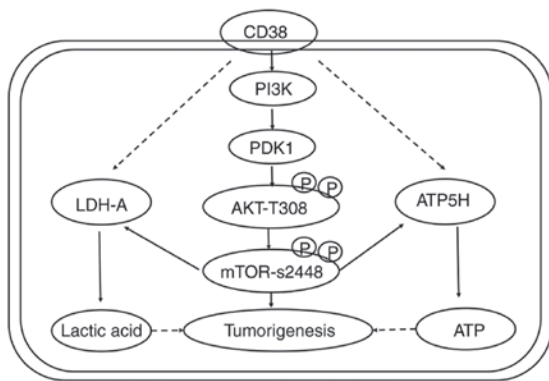 CD38
PI3K
PDK1
P P
AKT-T308
LDH-A
ATP5H
P P
mTOR-s2448
Lactic acid
Tumorigenesis
ATP